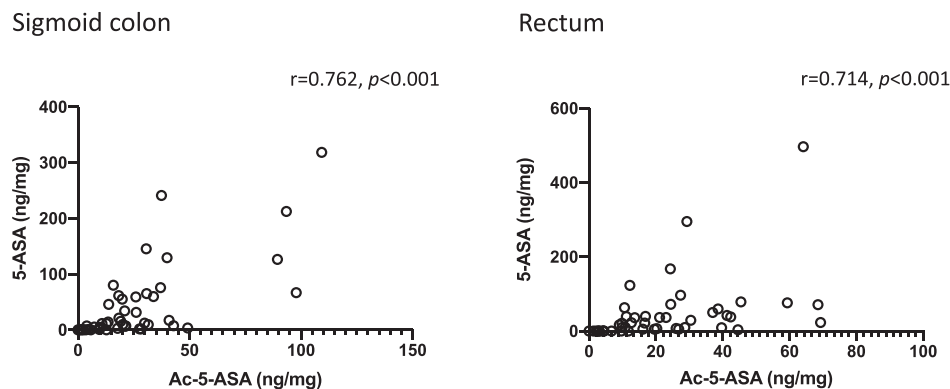 Sigmoid colon
r=0.762, p<0.001
400
300
200
100
0
0 50 100 150
5-ASA (ng/mg)
Ac-5-ASA (ng/mg)
Rectum
r=0.714, p<0.001
600
400
200
0
0 20 40 60 80 100
5-ASA (ng/mg)
Ac-5-ASA (ng/mg)